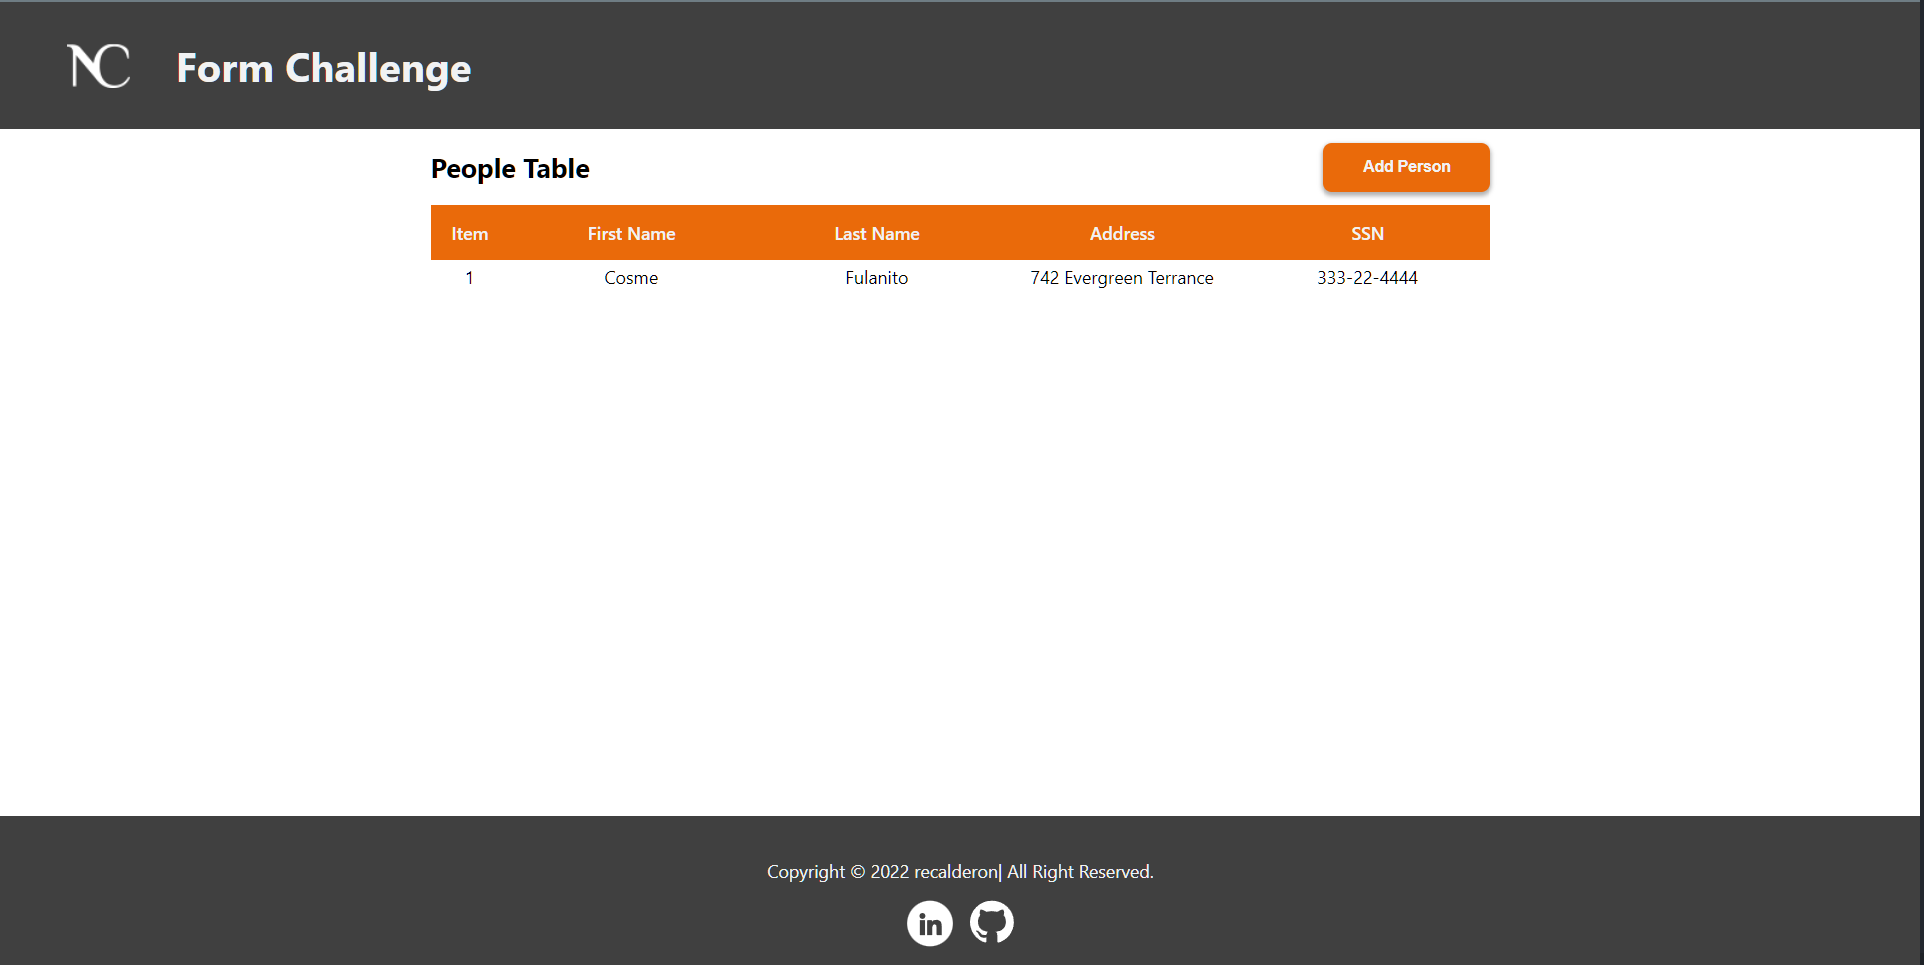 NC
Form Challenge
People Table
Add Person
Item First Name Last Name Address SSN
1 Cosme Fulanito 742 Evergreen Terrance 333-22-4444
Copyright © 2022 recalderon| All Right Reserved.
in